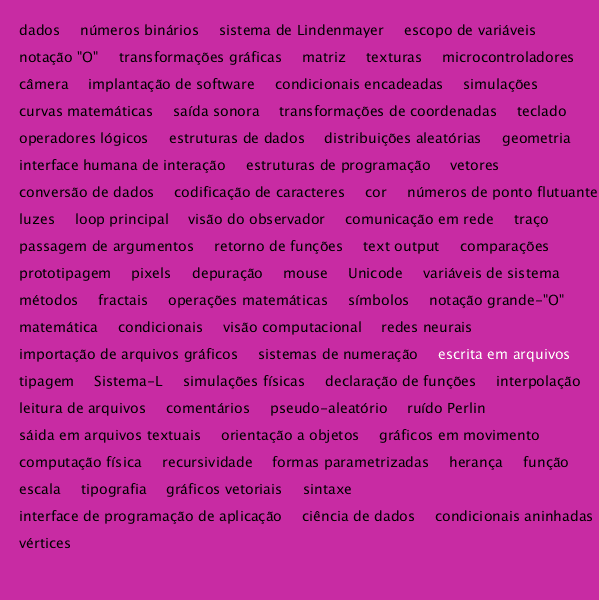 dados números binários sistema de Lindenmayer escopo de variáveis
notação "O" transformações gráficas matriz texturas microcontroladores
câmera implantação de software condicionais encadeadas simulações
curvas matemáticas saída sonora transformações de coordenadas teclado
operadores lógicos estruturas de dados distribuições aleatórias geometria
interface humana de interação estruturas de programação vetores
conversão de dados codificação de caracteres cor números de ponto flutuante
luzes loop principal visão do observador comunicação em rede traço
passagem de argumentos retorno de funções text output comparações
prototipagem pixels depuração mouse Unicode variáveis de sistema
métodos fractais operações matemáticas símbolos notação grande-"O"
matemática condicionais visão computacional redes neurais
importação de arquivos gráficos sistemas de numeração escrita em arquivos
tipagem Sistema-L simulações físicas declaração de funções interpolação
leitura de arquivos comentários pseudo-aleatório ruído Perlin
sáida em arquivos textuais orientação a objetos gráficos em movimento
computação física recursividade formas parametrizadas herança função
escala tipografia gráficos vetoriais sintaxe
interface de programação de aplicação ciência de dados condicionais aninhadas
vértices